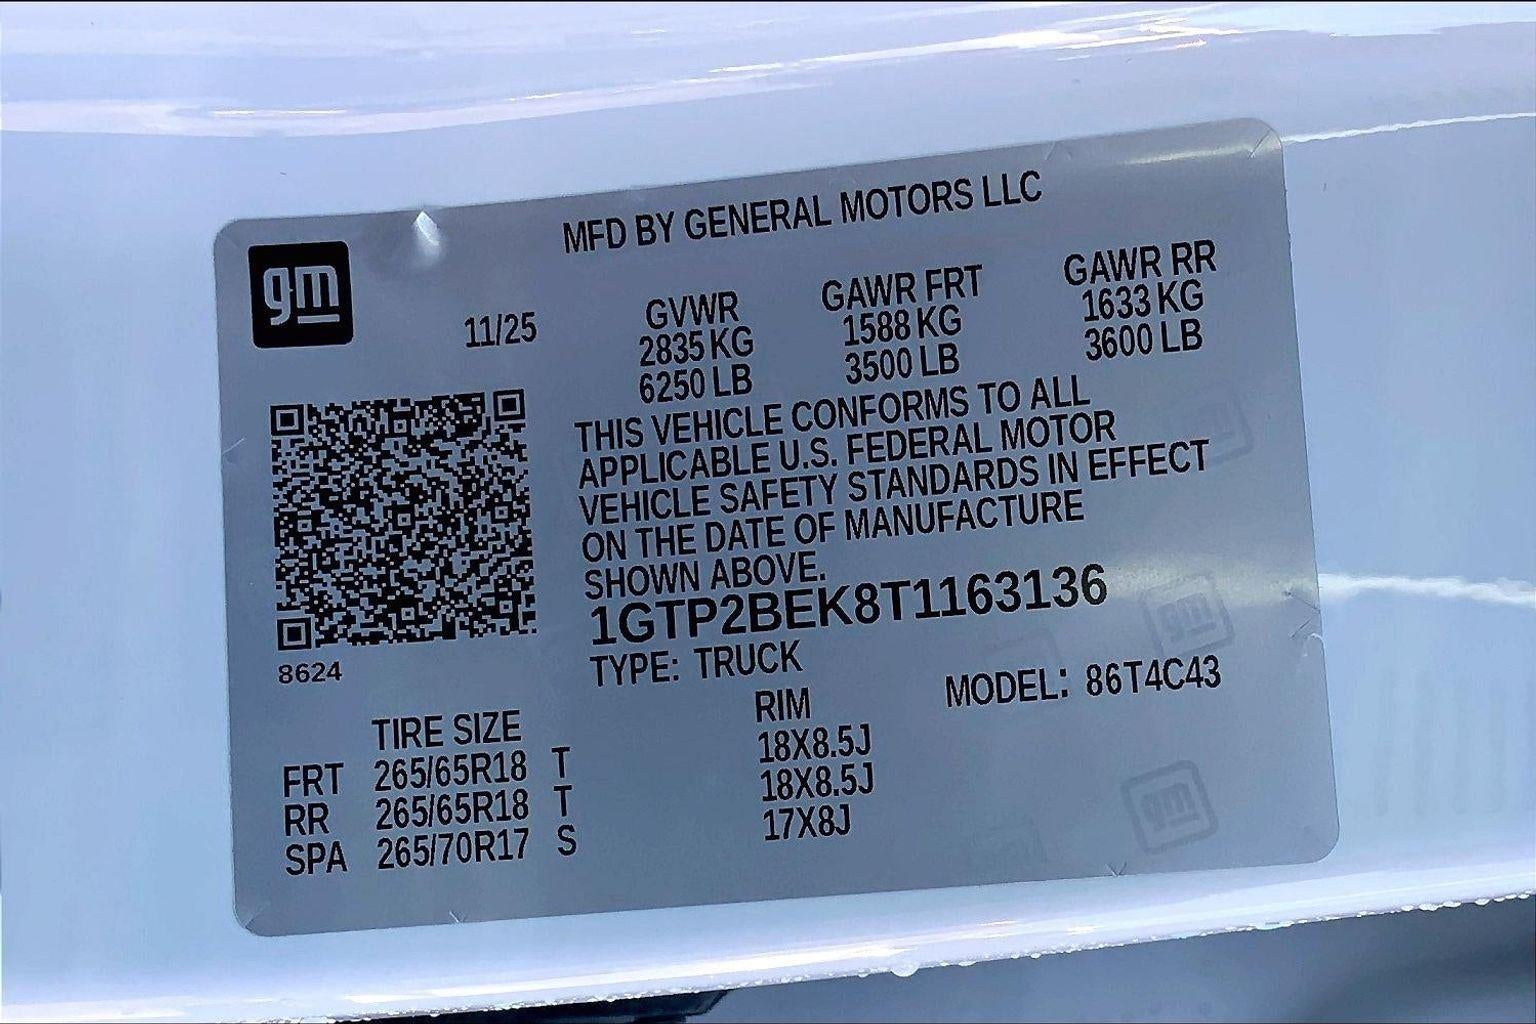 MFD BY GENERAL MOTORS LLC
gm
11/25
GVWR GAWR FRT GAWR RR
2835 KG 1588 KG 1633 KG
6250 LB 3500 LB 3600 LB
THIS VEHICLE CONFORMS TO ALL
APPLICABLE U.S. FEDERAL MOTOR
VEHICLE SAFETY STANDARDS IN EFFECT
ON THE DATE OF MANUFACTURE
SHOWN ABOVE.
1GTP2BEK8T1163136
8624
TYPE: TRUCK MODEL: 86T4C43
TIRE SIZE RIM
FRT 265/65R18 T 18X8.5J
RR 265/65R18 T 18X8.5J
SPA 265/70R17 S 17X8J
gm
gm
gm